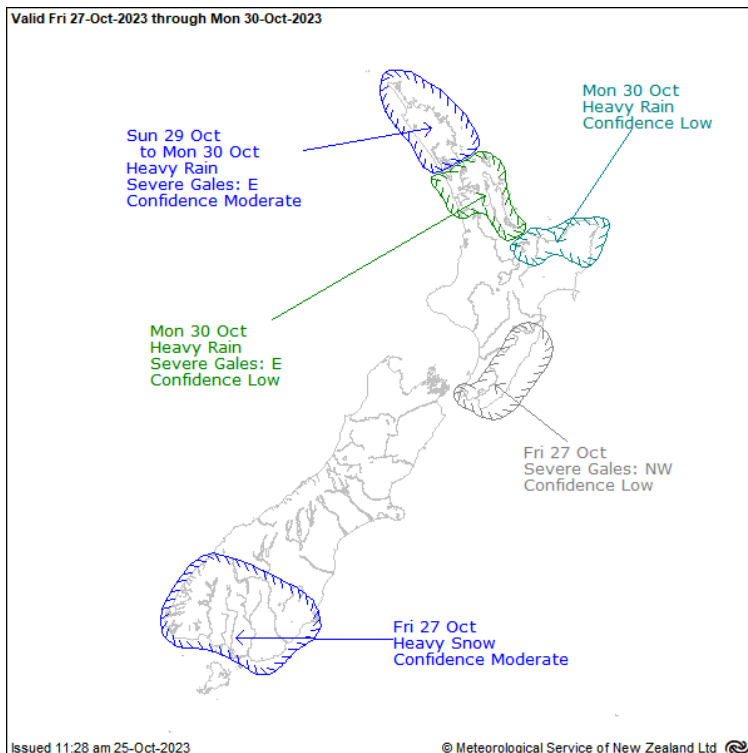 Valid Fri 27-Oct-2023 through Mon 30-Oct-2023
Mon 30 Oct
Heavy Rain
Confidence Low
Sun 29 Oct
to Mon 30 Oct
Heavy Rain
Severe Gales: E
Confidence Moderate
Mon 30 Oct
Heavy Rain
Severe Gales: E
Confidence Low
Fri 27 Oct
Severe Gales: NW
Confidence Low
Fri 27 Oct
Heavy Snow
Confidence Moderate
Issued 11:28 am 25-Oct-2023
© Meteorological Service of New Zealand Ltd